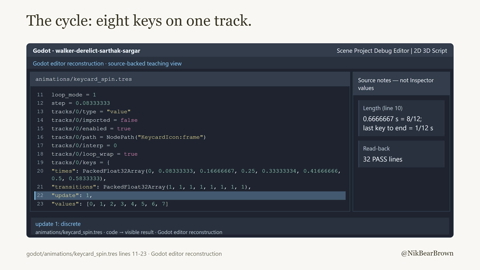 The cycle: eight keys on one track.
Godot · walker-derelict-sarthak-sargar
Scene Project Debug Editor | 2D 3D Script
Godot editor reconstruction · source-backed teaching view
animations/keycard_spin.tres
11 loop_mode = 1
12 step = 0.08333333
13 tracks/0/type = "value"
14 tracks/0/imported = false
15 tracks/0/enabled = true
16 tracks/0/path = NodePath("KeycardIcon:frame")
17 tracks/0/interp = 0
18 tracks/0/loop_wrap = true
19 tracks/0/keys = {
20 "times": PackedFloat32Array(0, 0.08333333, 0.16666667, 0.25, 0.33333334, 0.41666666,
0.5, 0.5833333),
21 "transitions": PackedFloat32Array(1, 1, 1, 1, 1, 1, 1, 1),
22 "update": 1,
23 "values": [0, 1, 2, 3, 4, 5, 6, 7]
Source notes — not Inspector
values
Length (line 10)
0.6666667 s = 8/12;
last key to end = 1/12 s
Read-back
32 PASS lines
update 1: discrete
animations/keycard_spin.tres · code → visible result · Godot editor reconstruction
godot/animations/keycard_spin.tres lines 11-23 · Godot editor reconstruction
@NikBearBrown